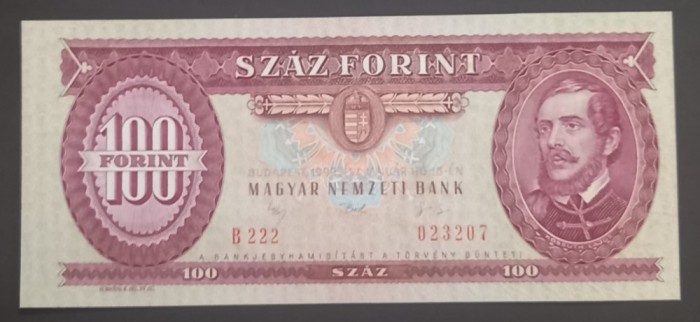 SZÁZ FORINT
100
FORINT
BUDAPEST
MAGYAR NEMZETI BANK
B 222 023207
A BANKJEGYHAMISÍTÁST A TÖRVÉNY BÜNTETI
100 SZÁZ 100